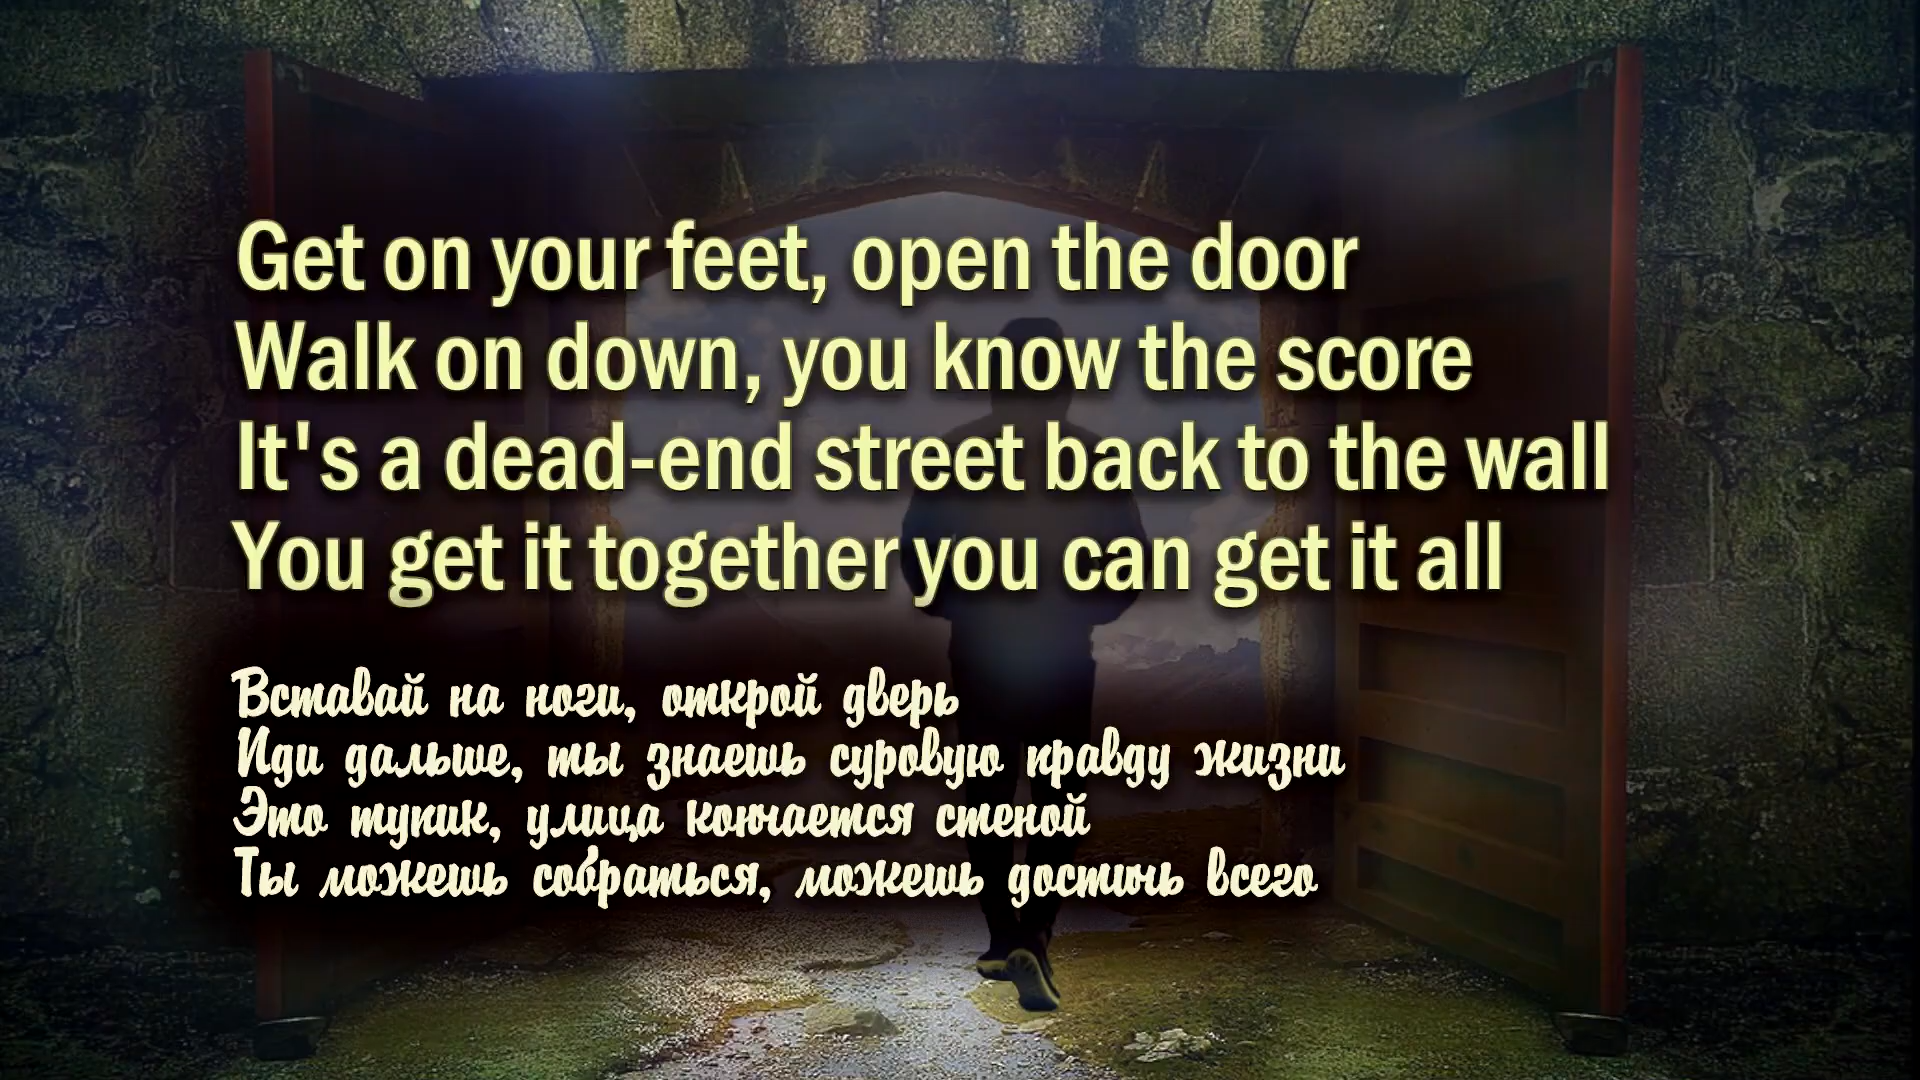 Get on your feet, open the door
Walk on down, you know the score
It's a dead-end street back to the wall
You get it together you can get it all
Вставай на ноги, открой дверь
Иди дальше, ты знаешь суровую правду жизни
Это тупик, улица кончается стеной
Ты можешь собраться, можешь достичь всего